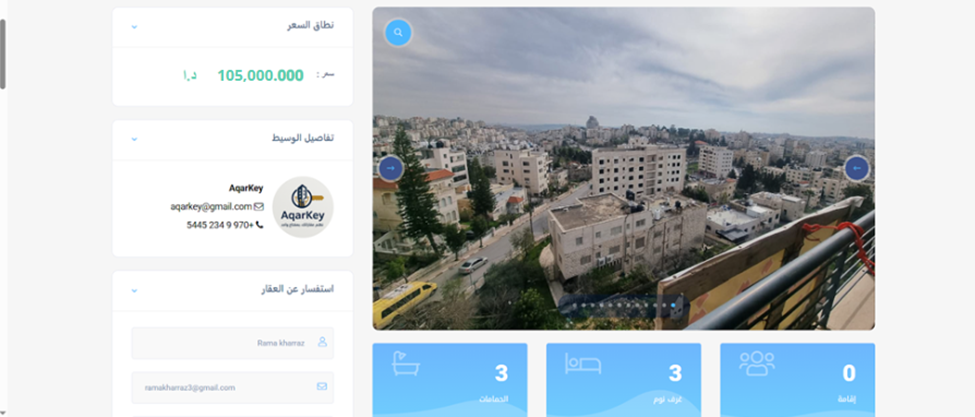 نطاق السعر
سعر : 105,000.000 د.ا
تفاصيل الوسيط
AqarKey
aqarkey@gmail.com
+970 9 234 5445
AqarKey
استفسار عن العقار
Rama kharraz
ramakharraz3@gmail.com
0
إقامة
3
غرف نوم
3
الحمامات